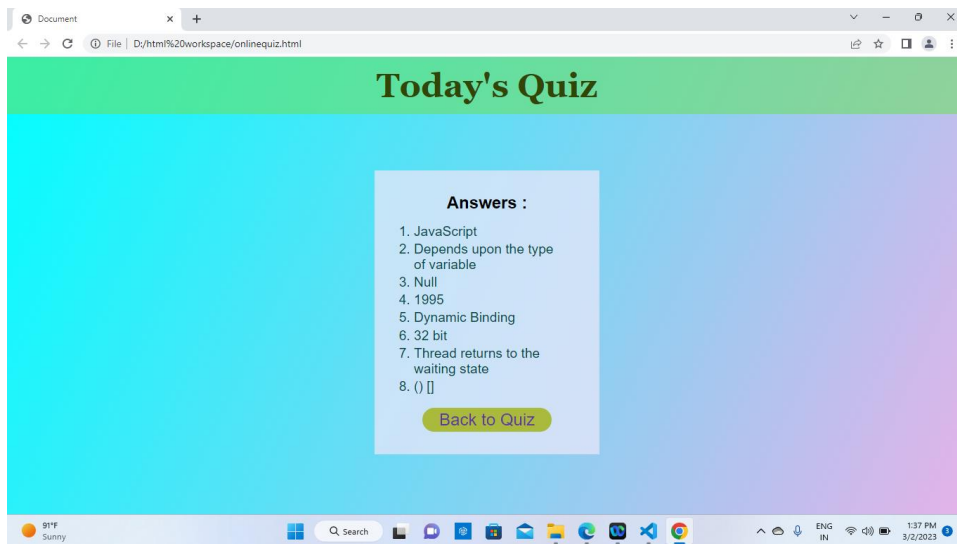 Document
File D:/html%20workspace/onlinequiz.html
Today's Quiz
Answers :
1. JavaScript
2. Depends upon the type
of variable
3. Null
4. 1995
5. Dynamic Binding
6. 32 bit
7. Thread returns to the
waiting state
8. () []
Back to Quiz
91°F
Sunny
Search
ENG
IN
1:37 PM
3/2/2023
3